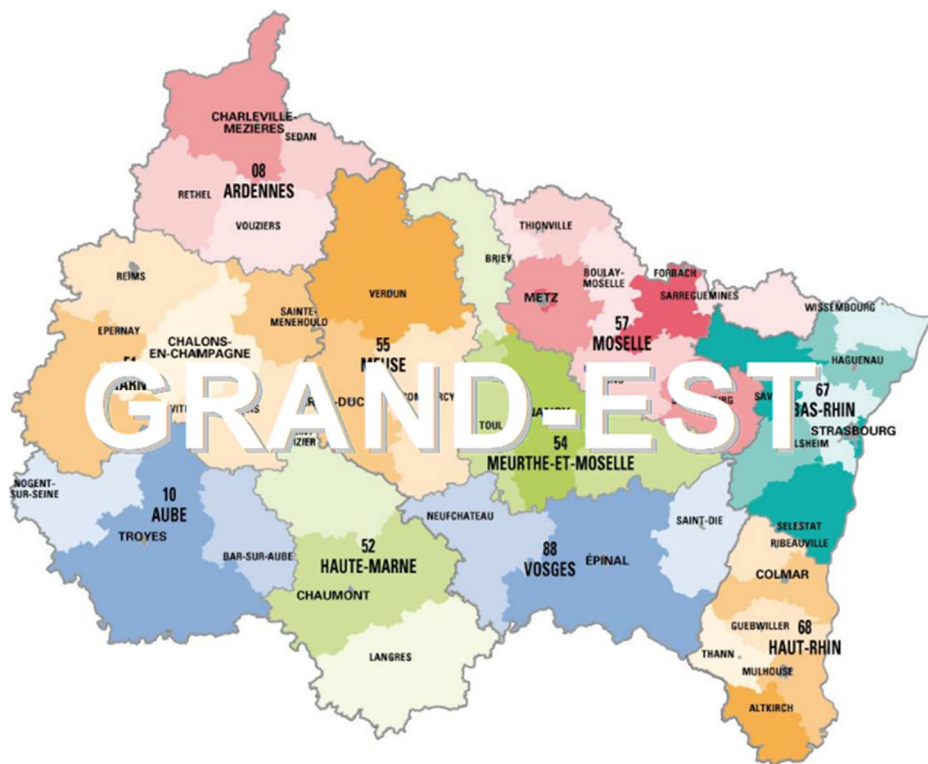 CHARLEVILLE-
MEZIÈRES
SEDAN
08
ARDENNES
RETHEL
VOUZIERS
REIMS
EPERNAY
CHALONS-
EN-CHAMPAGNE
SAINTE-
MENEHOULD
VERDUN
55
MEUSE
BRIEY
THIONVILLE
METZ
BOULAY-
MOSELLE
FORBACH
SARREGUEMINES
57
MOSELLE
WISSEMBOURG
HAGUENAU
67
BAS-RHIN
STRASBOURG
GRAND-EST
TOUL
54
MEURTHE-ET-MOSELLE
NOGENT-
SUR-SEINE
10
AUBE
TROYES
BAR-SUR-AUBE
52
HAUTE-MARNE
CHAUMONT
LANGRES
NEUFCHATEAU
88
VOSGES
ÉPINAL
SAINT-DIE
SELESTAT
RIBEAUVILLE
COLMAR
GUEBWILLER
68
HAUT-RHIN
THANN
MULHOUSE
ALTKIRCH